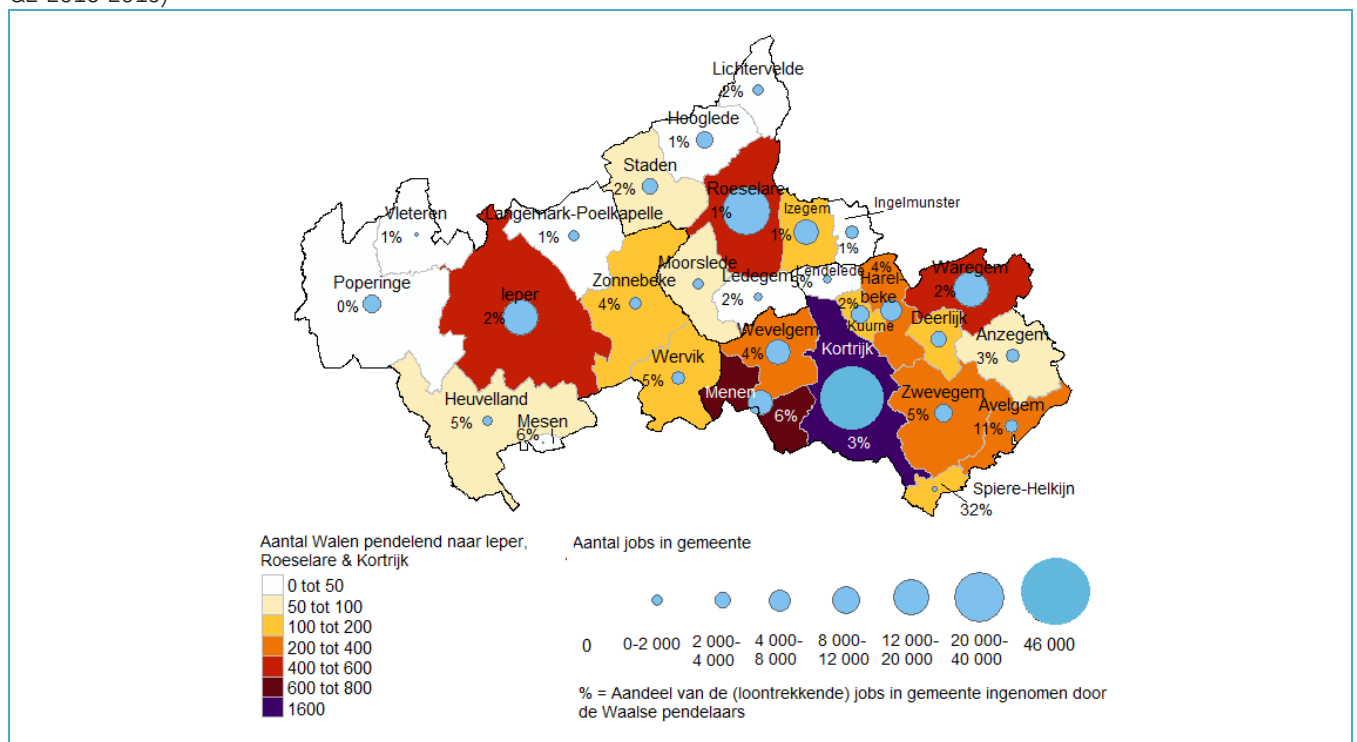 Lichtervelde
2%
Hooglede
1%
Staden
2%
Roeselare
1%
Izegem
1%
Ingelmunster
1%
Vleteren
1%
Langemark-Poelkapelle
1%
Poperinge
0%
Ieper
2%
Zonnebeke
4%
Moorslede
Ledegem
2%
Lendelede
4%
Harel-
beke
Waregem
2%
2%
Kuurne
Deerlijk
Anzegem
3%
Wevelgem
4%
Kortrijk
3%
Wervik
5%
Menen
6%
Zwevegem
5%
Avelgem
11%
Heuvelland
5%
Mesen
6%
Spiere-Helkijn
32%
Aantal Walen pendelend naar Ieper,
Roeselare & Kortrijk
0 tot 50
50 tot 100
100 tot 200
200 tot 400
400 tot 600
600 tot 800
1600
Aantal jobs in gemeente
0
0-2 000
2 000-
4 000
4 000-
8 000
8 000-
12 000
12 000-
20 000
20 000-
40 000
46 000
% = Aandeel van de (loontrekkende) jobs in gemeente ingenomen door
de Waalse pendelaars